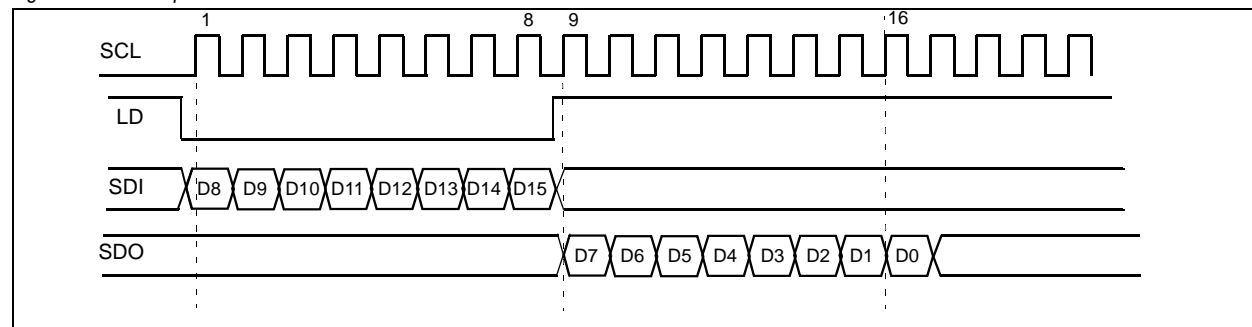 1 8 9 16
SCL
LD
SDI D8 D9 D10 D11 D12 D13 D14 D15
SDO D7 D6 D5 D4 D3 D2 D1 D0